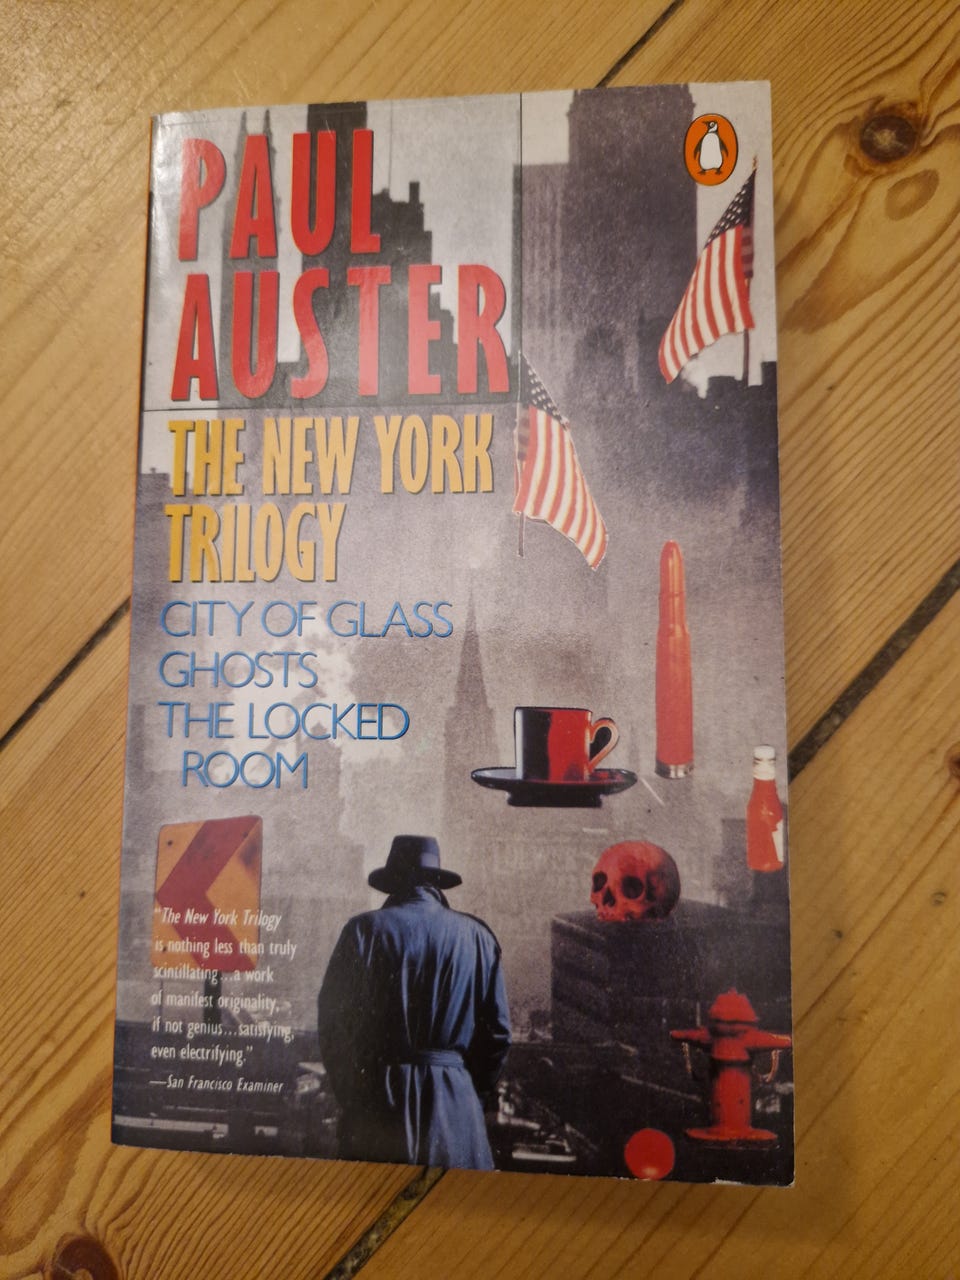 PAUL
AUSTER
THE NEW YORK
TRILOGY
CITY OF GLASS
GHOSTS
THE LOCKED
ROOM
"The New York Trilogy
is nothing less than truly
scintillating...a work
of manifest originality,
if not genius...satisfying,
even electrifying."
—San Francisco Examiner